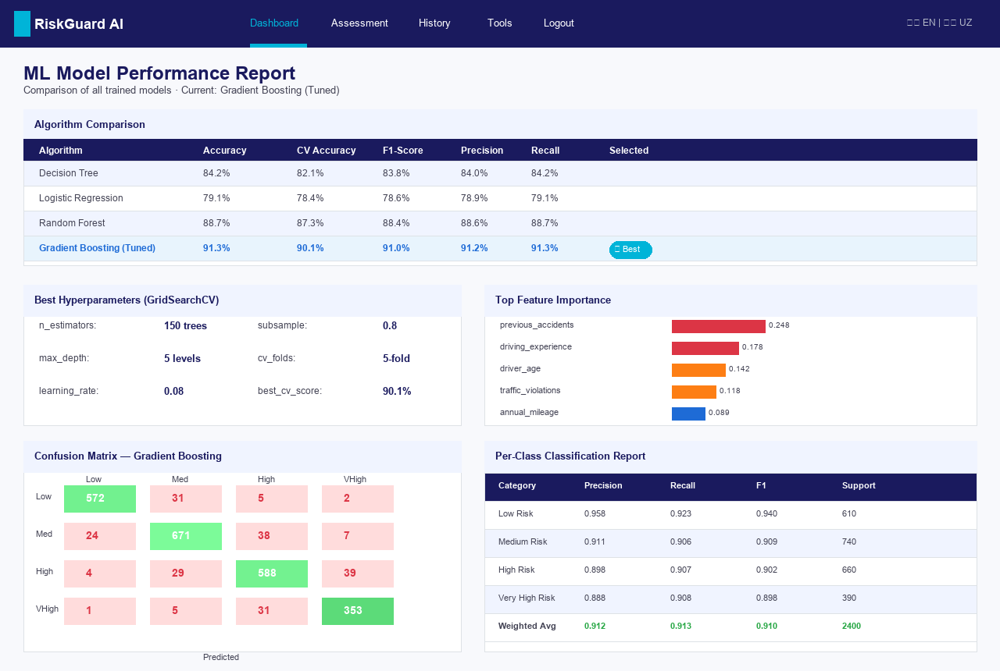 RiskGuard AI
Dashboard Assessment History Tools Logout
EN | UZ
ML Model Performance Report
Comparison of all trained models · Current: Gradient Boosting (Tuned)
Algorithm Comparison
Algorithm Accuracy CV Accuracy F1-Score Precision Recall Selected
Decision Tree 84.2% 82.1% 83.8% 84.0% 84.2%
Logistic Regression 79.1% 78.4% 78.6% 78.9% 79.1%
Random Forest 88.7% 87.3% 88.4% 88.6% 88.7%
Gradient Boosting (Tuned) 91.3% 90.1% 91.0% 91.2% 91.3% Best
Best Hyperparameters (GridSearchCV)
n_estimators: 150 trees subsample: 0.8
max_depth: 5 levels cv_folds: 5-fold
learning_rate: 0.08 best_cv_score: 90.1%
Top Feature Importance
previous_accidents 0.248
driving_experience 0.178
driver_age 0.142
traffic_violations 0.118
annual_mileage 0.089
Confusion Matrix — Gradient Boosting
Low Med High VHigh
Low 572 31 5 2
Med 24 671 38 7
High 4 29 588 39
VHigh 1 5 31 353
Predicted
Per-Class Classification Report
Category Precision Recall F1 Support
Low Risk 0.958 0.923 0.940 610
Medium Risk 0.911 0.906 0.909 740
High Risk 0.898 0.907 0.902 660
Very High Risk 0.888 0.908 0.898 390
Weighted Avg 0.912 0.913 0.910 2400